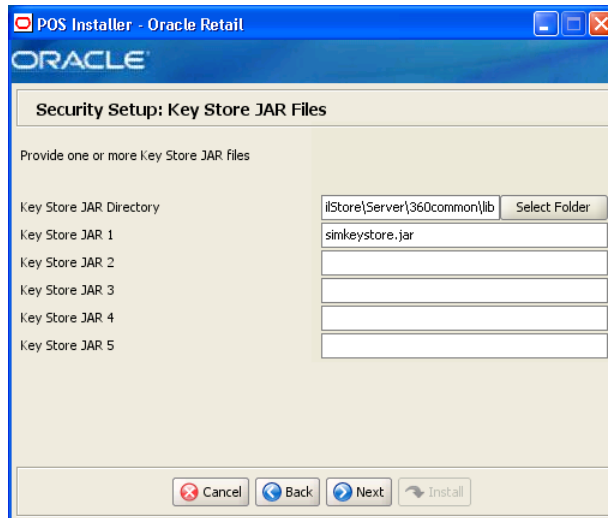 POS Installer - Oracle Retail
ORACLE
Security Setup: Key Store JAR Files
Provide one or more Key Store JAR files
Key Store JAR Directory ilStore\Server\360common\lib Select Folder
Key Store JAR 1 simkeystore.jar
Key Store JAR 2
Key Store JAR 3
Key Store JAR 4
Key Store JAR 5
Cancel Back Next Install